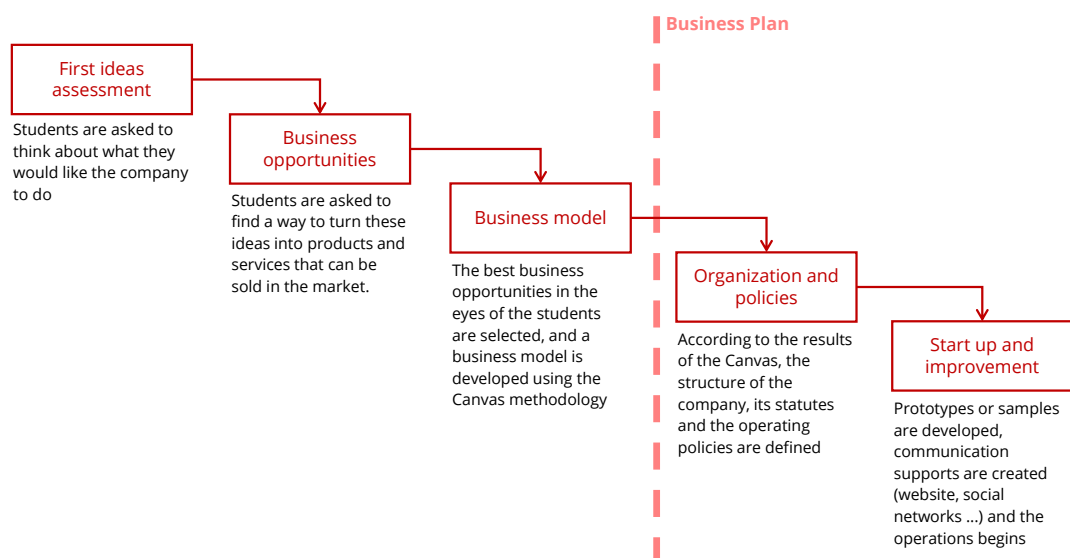 Business Plan
First ideas
assessment
Students are asked to
think about what they
would like the company
to do
Business
opportunities
Students are asked to
find a way to turn these
ideas into products and
services that can be
sold in the market.
Business model
The best business
opportunities in the
eyes of the students
are selected, and a
business model is
developed using the
Canvas methodology
Organization and
policies
According to the results
of the Canvas, the
structure of the
company, its statutes
and the operating
policies are defined
Start up and
improvement
Prototypes or samples
are developed,
communication
supports are created
(website, social
networks ...) and the
operations begins